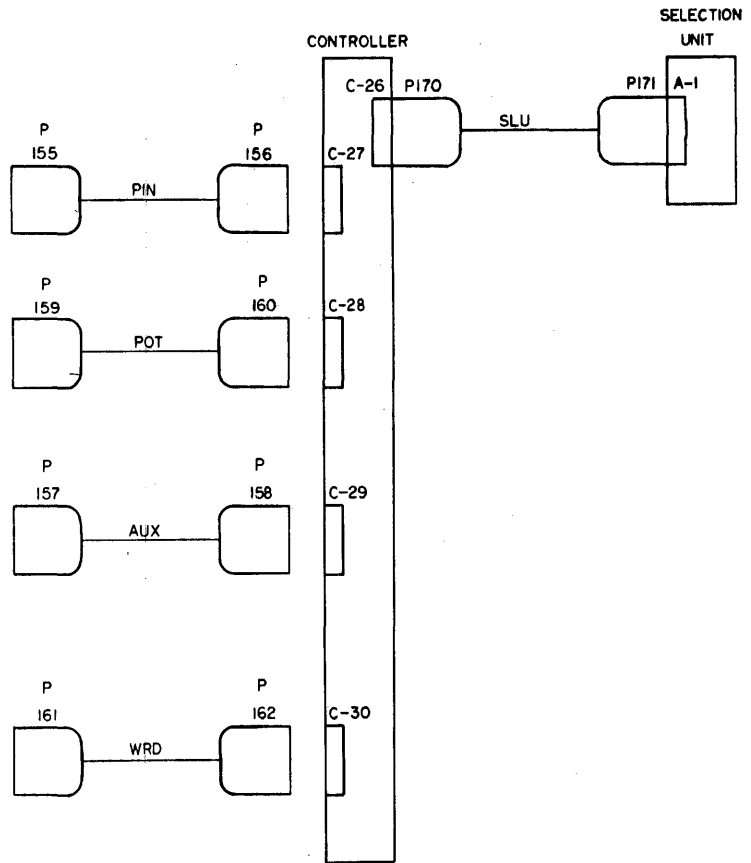 SELECTION
UNIT
CONTROLLER
C-26 P170
P171 A-1
SLU
P
155
P
156
C-27
PIN
P
159
P
160
C-28
POT
P
157
P
158
C-29
AUX
P
161
P
162
C-30
WRD